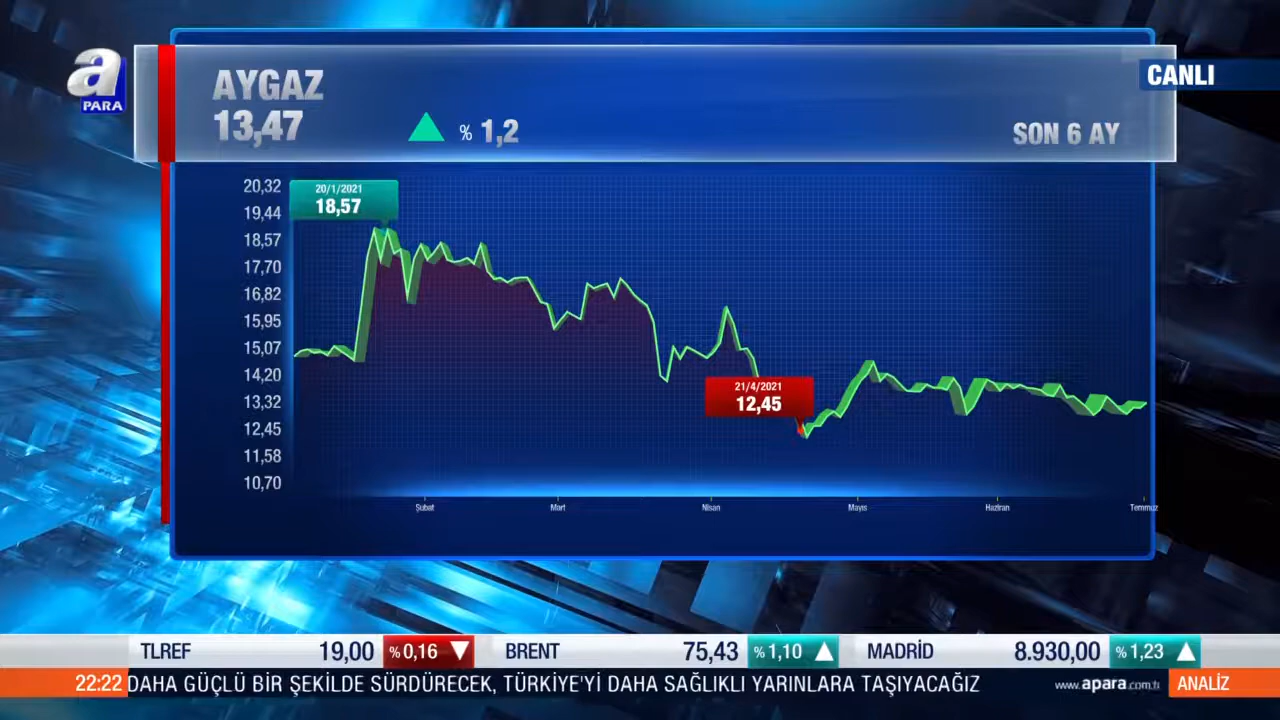 a
PARA
CANLI
AYGAZ
13,47
% 1,2
SON 6 AY
20,32
19,44
18,57
17,70
16,82
15,95
15,07
14,20
13,32
12,45
11,58
10,70
20/1/2021
18,57
21/4/2021
12,45
Şubat
Mart
Nisan
Mayıs
Haziran
Temmuz
TLREF 19,00 %0,16 BRENT 75,43 %1,10 MADRİD 8.930,00 %1,23
22:22 DAHA GÜÇLÜ BİR ŞEKİLDE SÜRDÜRECEK, TÜRKİYE'Yİ DAHA SAĞLIKLI YARINLARA TAŞIYACAĞIZ www.apara.com.tr ANALİZ